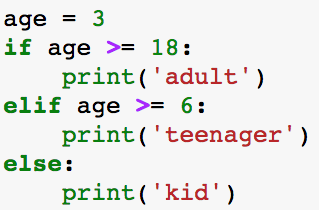 age = 3
if age >= 18:
    print('adult')
elif age >= 6:
    print('teenager')
else:
    print('kid')